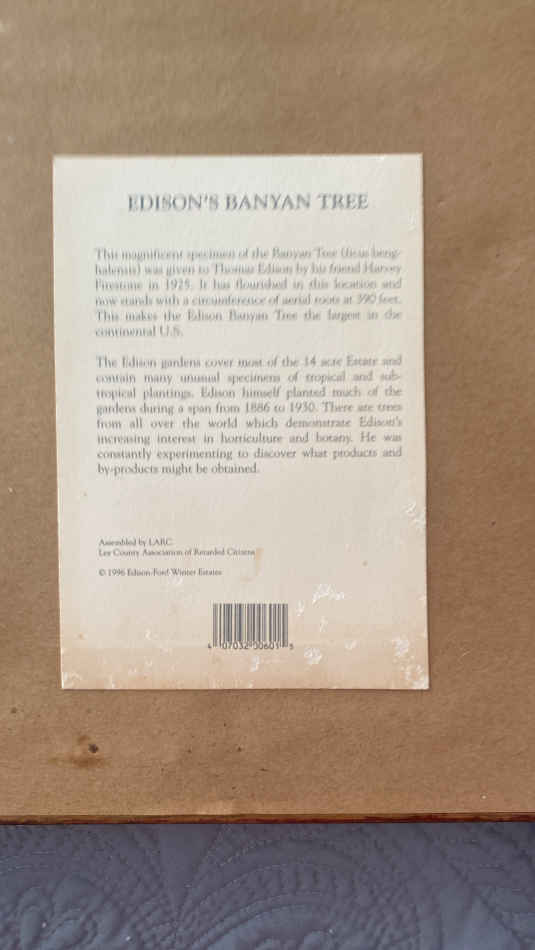 EDISON'S BANYAN TREE
This magnificent specimen of the Banyan Tree (ficus beng-
halensis) was given to Thomas Edison by his friend Harvey
Firestone in 1925. It has flourished in this location and
now stands with a circumference of aerial roots at 390 feet.
This makes the Edison Banyan Tree the largest in the
continental U.S.
The Edison gardens cover most of the 14 acre Estate and
contain many unusual specimens of tropical and sub-
tropical plantings. Edison himself planted much of the
gardens during a span from 1886 to 1930. There are trees
from all over the world which demonstrate Edison's
increasing interest in horticulture and botany. He was
constantly experimenting to discover what products and
by-products might be obtained.
Assembled by LARC
Lee County Association of Retarded Citizens
© 1996 Edison-Ford Winter Estates
4 07032 30601 5